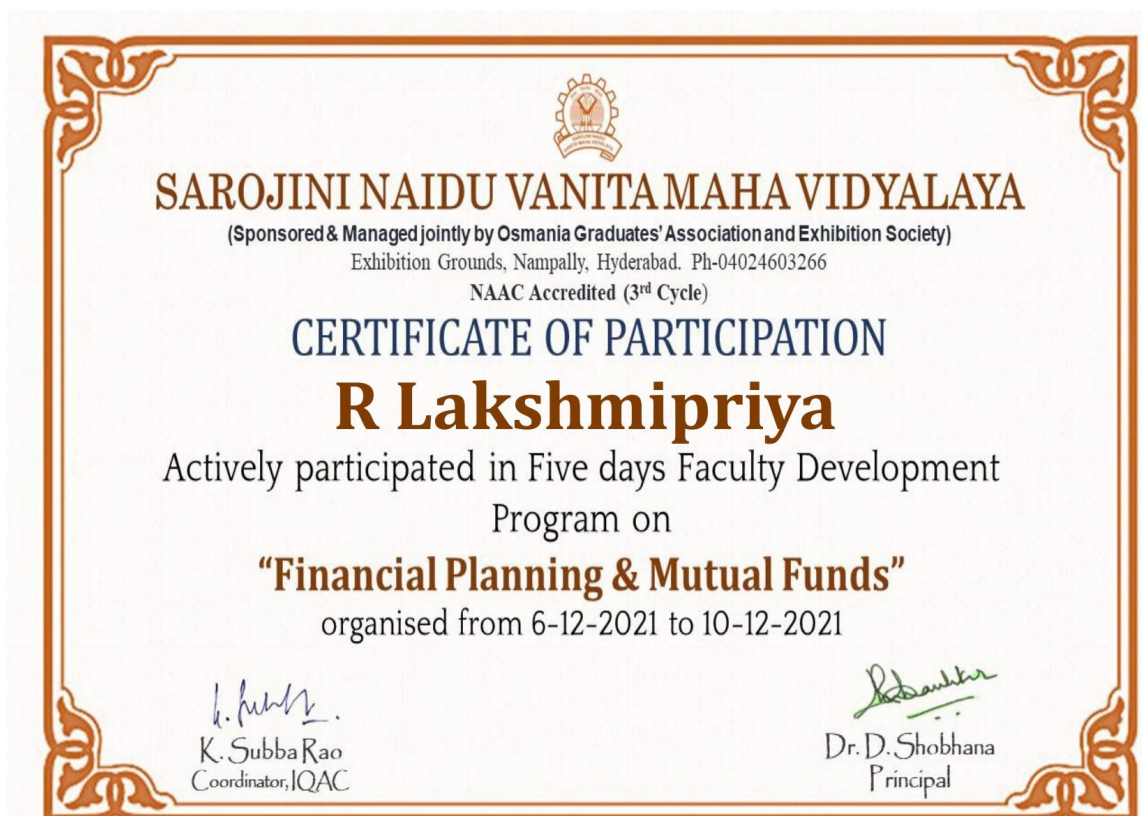 SAROJINI NAIDU VANITA MAHA VIDYALAYA
(Sponsored & Managed jointly by Osmania Graduates' Association and Exhibition Society)
Exhibition Grounds, Nampally, Hyderabad. Ph-04024603266
NAAC Accredited (3rd Cycle)
CERTIFICATE OF PARTICIPATION
R Lakshmipriya
Actively participated in Five days Faculty Development
Program on
“Financial Planning & Mutual Funds”
organised from 6-12-2021 to 10-12-2021
K. Subba Rao
Coordinator, IQAC
Dr. D. Shobhana
Principal